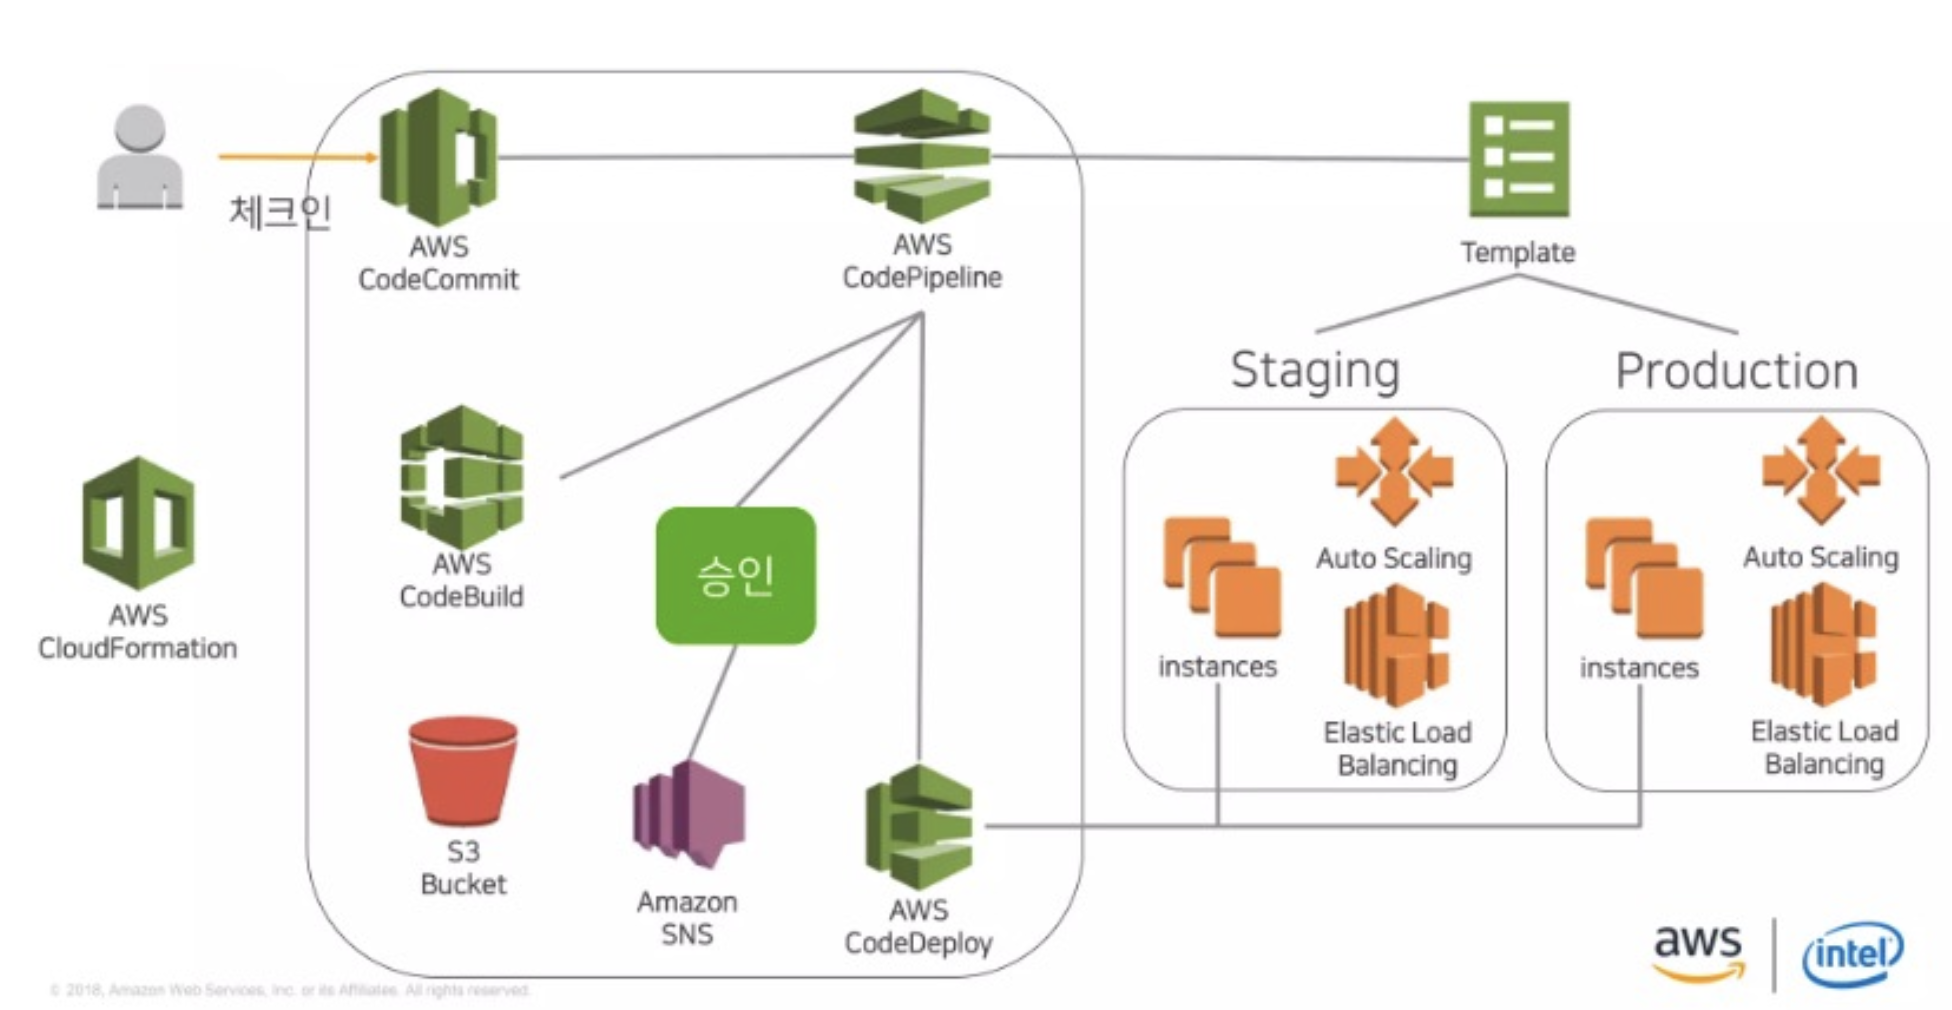 체크인
AWS
CodeCommit
AWS
CodePipeline
Template
Staging
Production
AWS
CloudFormation
AWS
CodeBuild
승인
S3
Bucket
Amazon
SNS
AWS
CodeDeploy
instances
Auto Scaling
Elastic Load
Balancing
instances
Auto Scaling
Elastic Load
Balancing
© 2018, Amazon Web Services, Inc. or its Affiliates. All rights reserved.
aws
intel